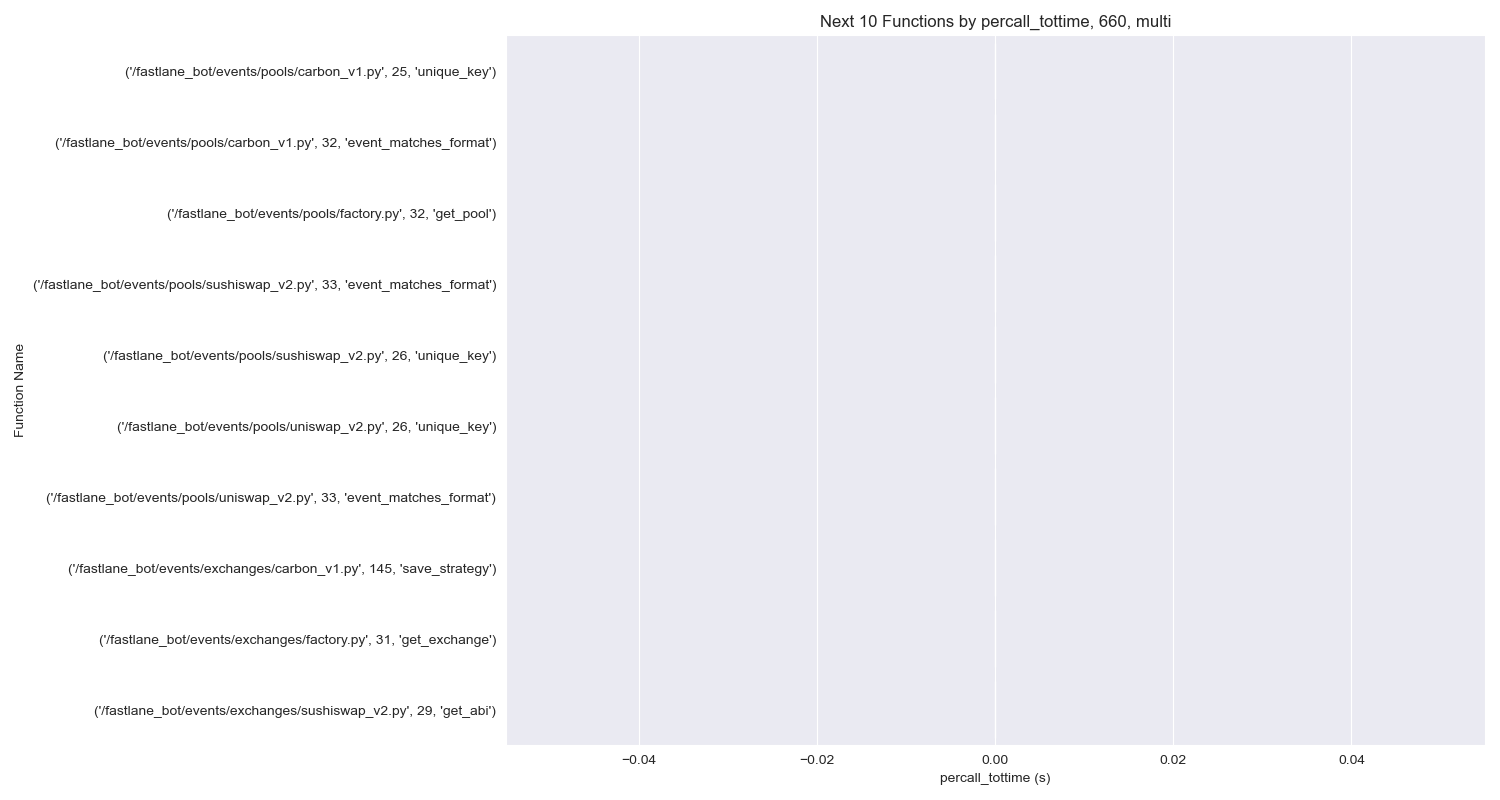 Next 10 Functions by percall_tottime, 660, multi
('/fastlane_bot/events/pools/carbon_v1.py', 25, 'unique_key')
('/fastlane_bot/events/pools/carbon_v1.py', 32, 'event_matches_format')
('/fastlane_bot/events/pools/factory.py', 32, 'get_pool')
('/fastlane_bot/events/pools/sushiswap_v2.py', 33, 'event_matches_format')
('/fastlane_bot/events/pools/sushiswap_v2.py', 26, 'unique_key')
('/fastlane_bot/events/pools/uniswap_v2.py', 26, 'unique_key')
('/fastlane_bot/events/pools/uniswap_v2.py', 33, 'event_matches_format')
('/fastlane_bot/events/exchanges/carbon_v1.py', 145, 'save_strategy')
('/fastlane_bot/events/exchanges/factory.py', 31, 'get_exchange')
('/fastlane_bot/events/exchanges/sushiswap_v2.py', 29, 'get_abi')
Function Name
−0.04 −0.02 0.00 0.02 0.04
percall_tottime (s)